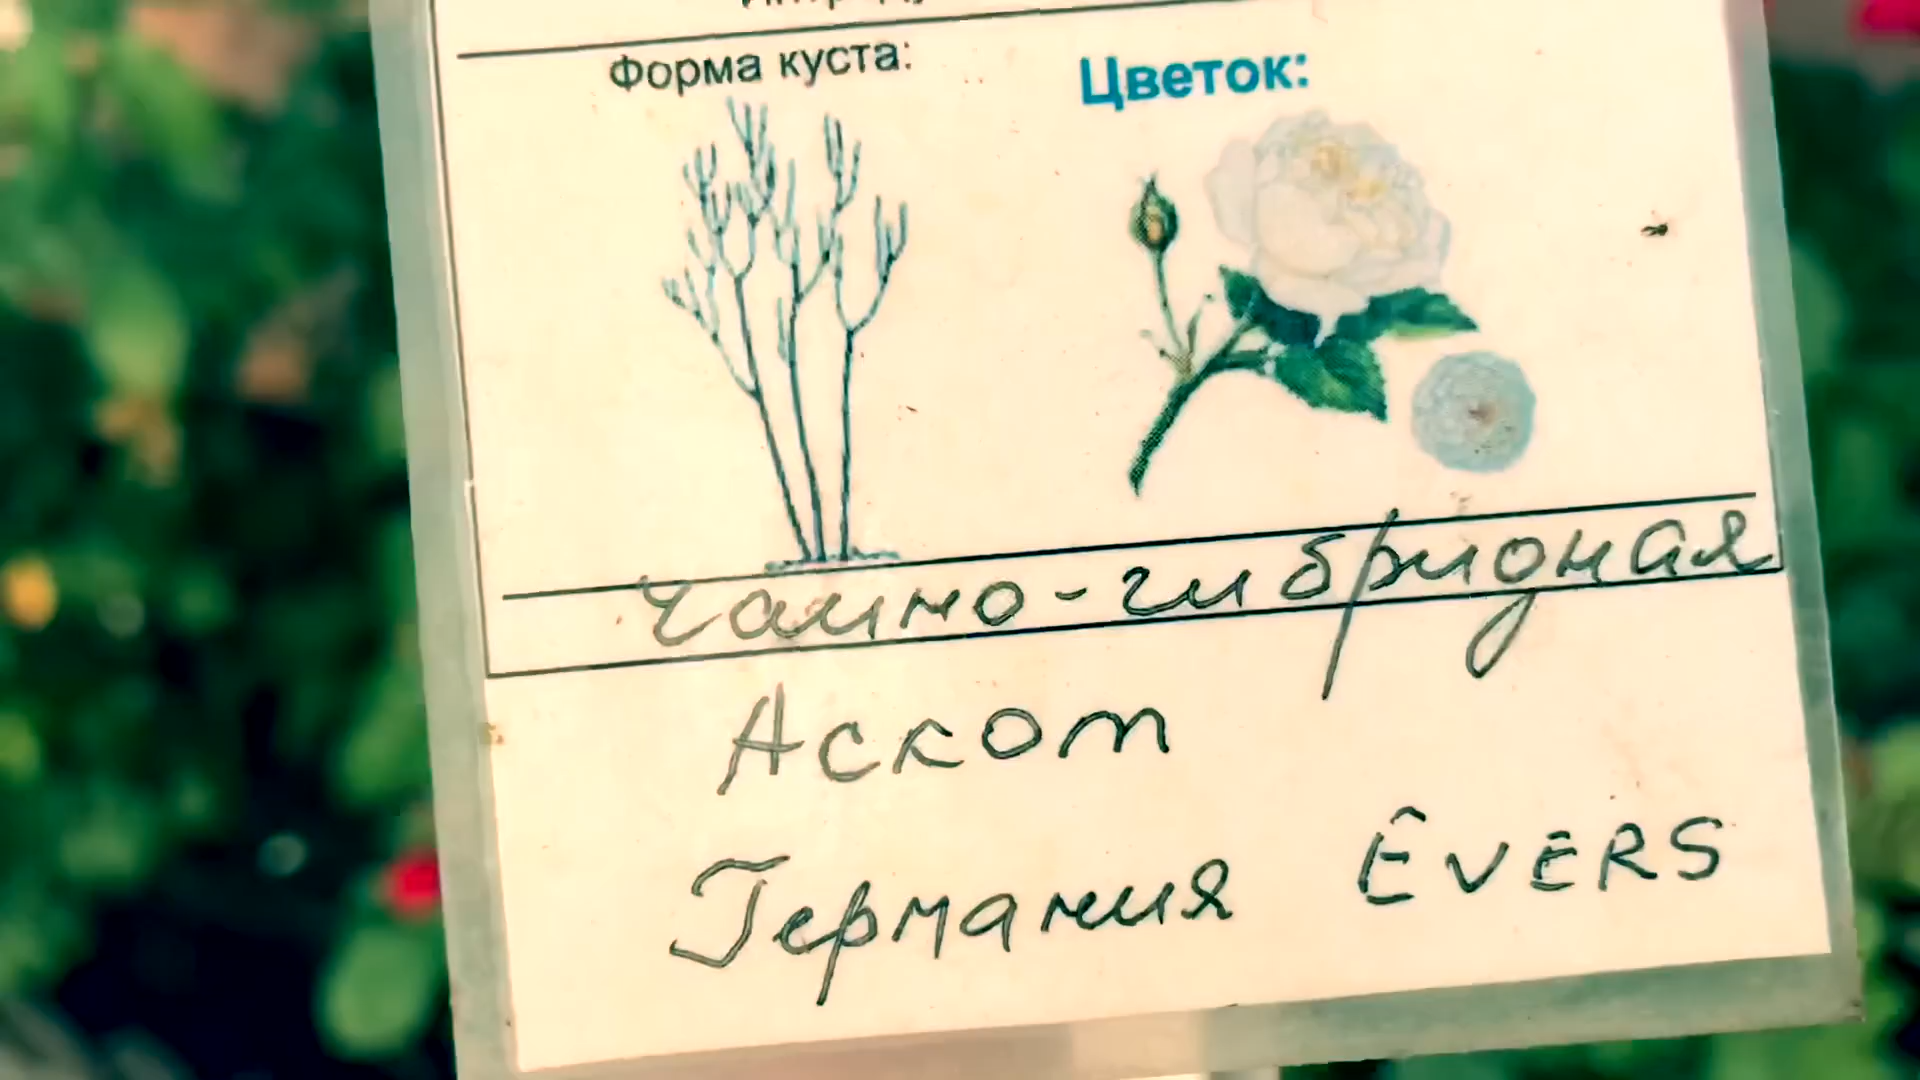 Форма куста:
Цветок:
Чайно-гибридная
Аскот
Германия EVERS